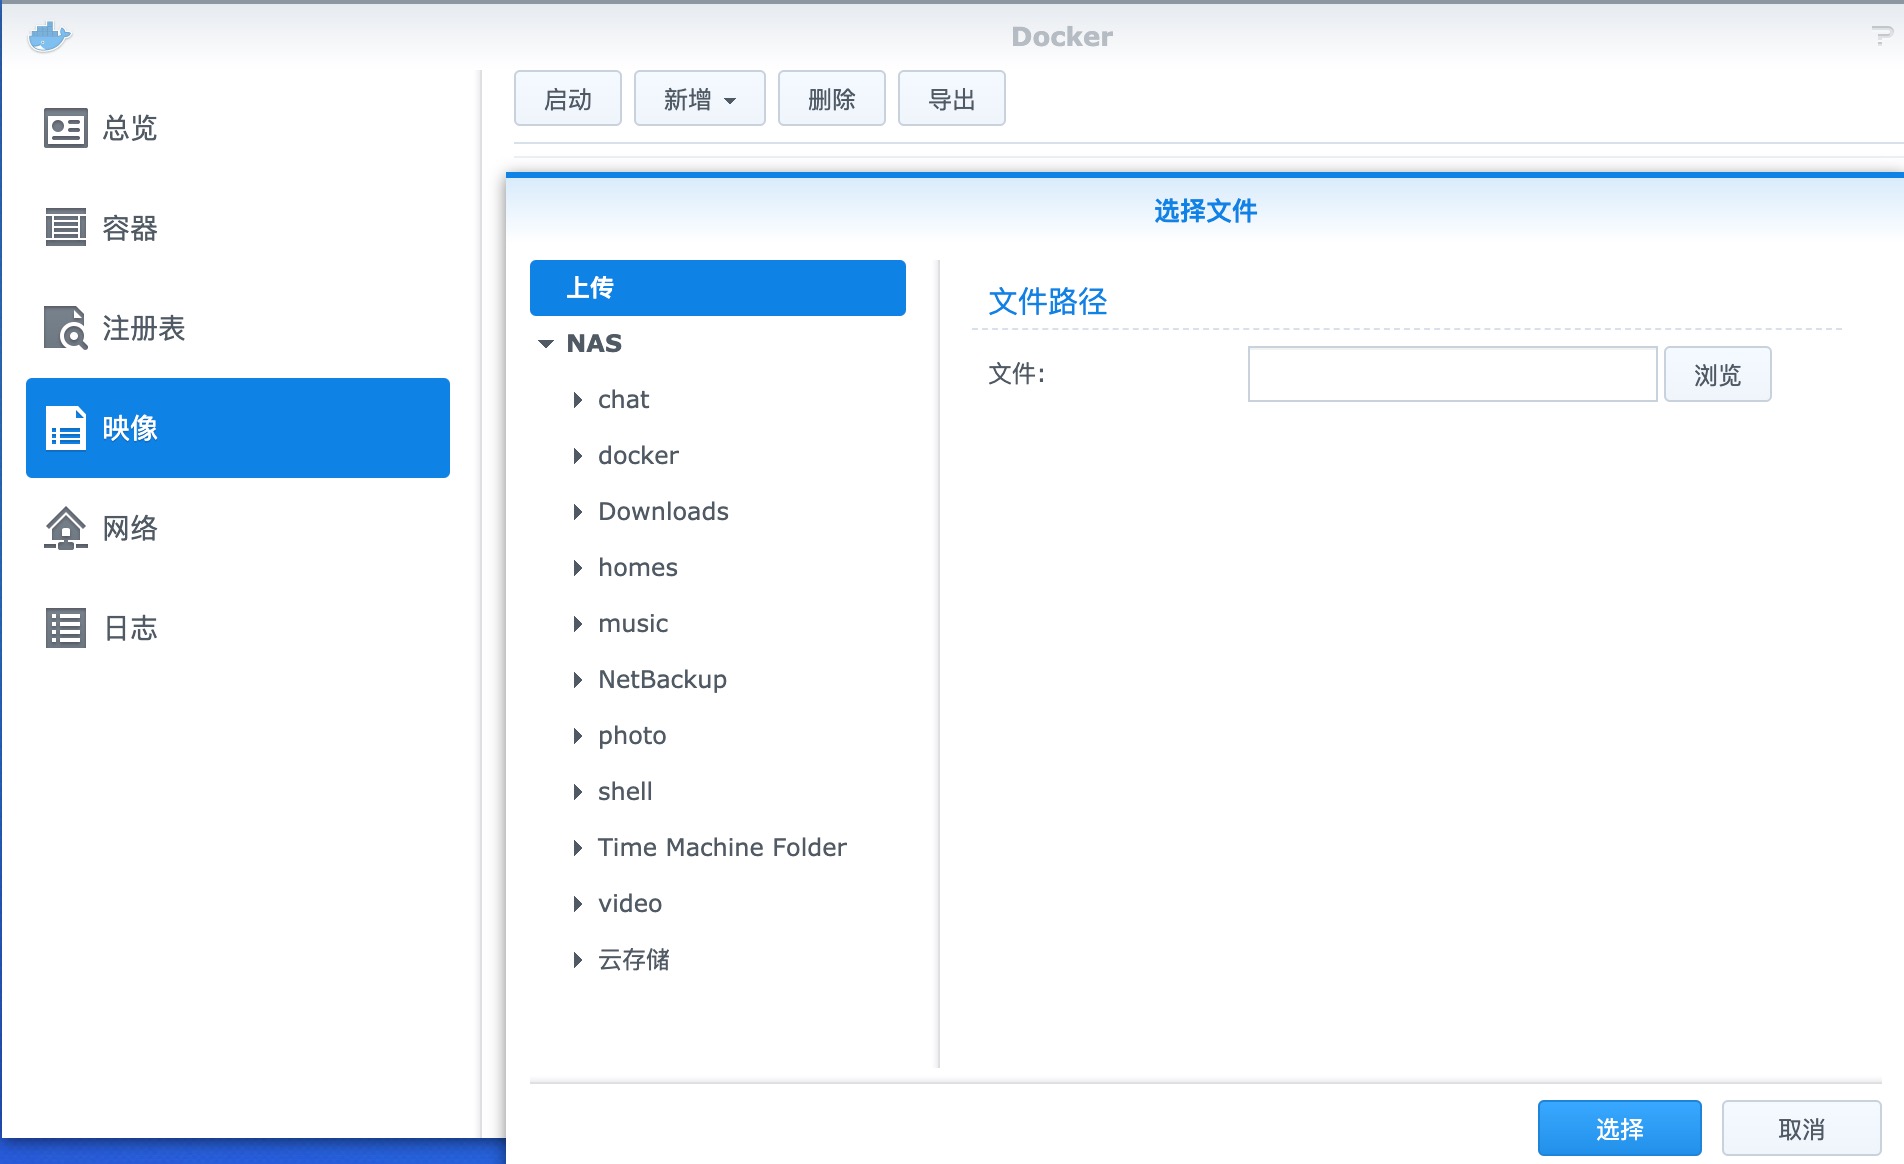 Docker
总览
容器
注册表
映像
网络
日志
启动 新增 删除 导出
选择文件
上传
NAS
chat
docker
Downloads
homes
music
NetBackup
photo
shell
Time Machine Folder
video
云存储
文件路径
文件: 浏览
选择 取消